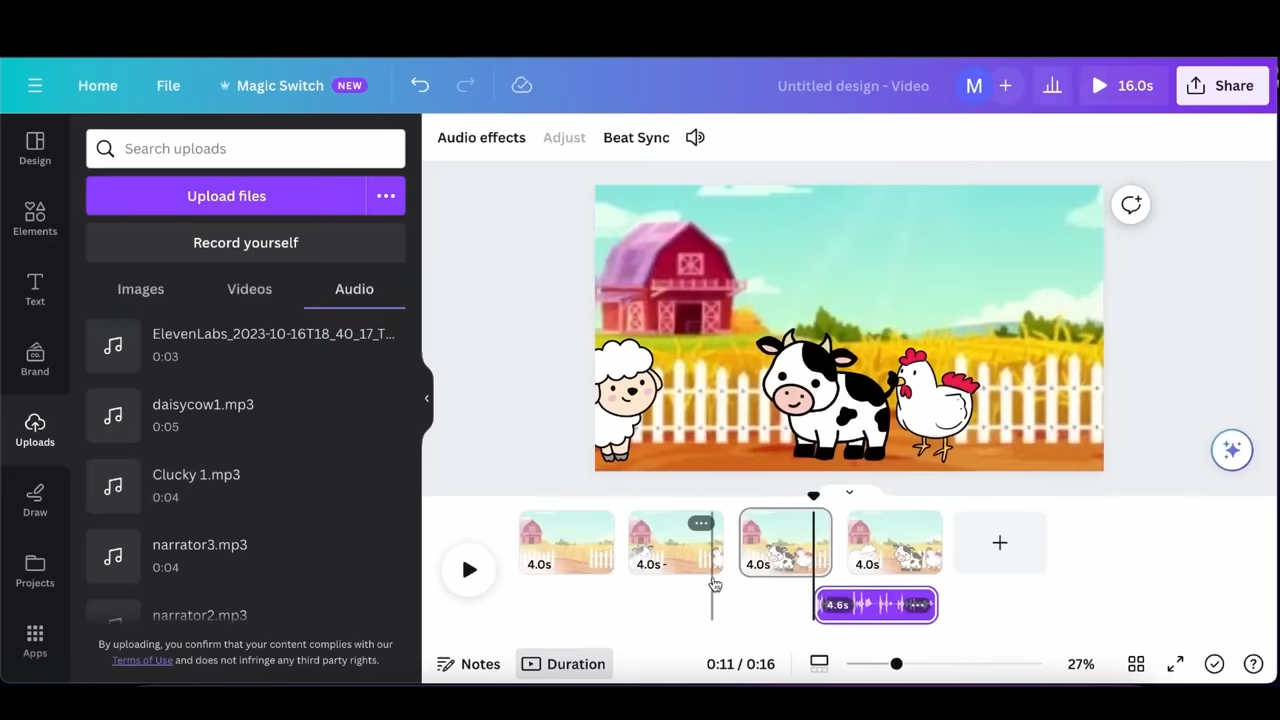 Home File Magic Switch NEW Untitled design - Video M 16.0s Share
Design
Elements
Text
Brand
Uploads
Draw
Projects
Apps
Search uploads
Upload files
Record yourself
Images Videos Audio
ElevenLabs_2023-10-16T18_40_17_T...
0:03
daisycow1.mp3
0:05
Clucky 1.mp3
0:04
narrator3.mp3
0:04
narrator2.mp3
By uploading, you confirm that your content complies with our
Terms of Use and does not infringe any third party rights.
Audio effects Adjust Beat Sync
4.0s 4.0s - 4.0s 4.0s
4.6s
Notes Duration 0:11 / 0:16 27%